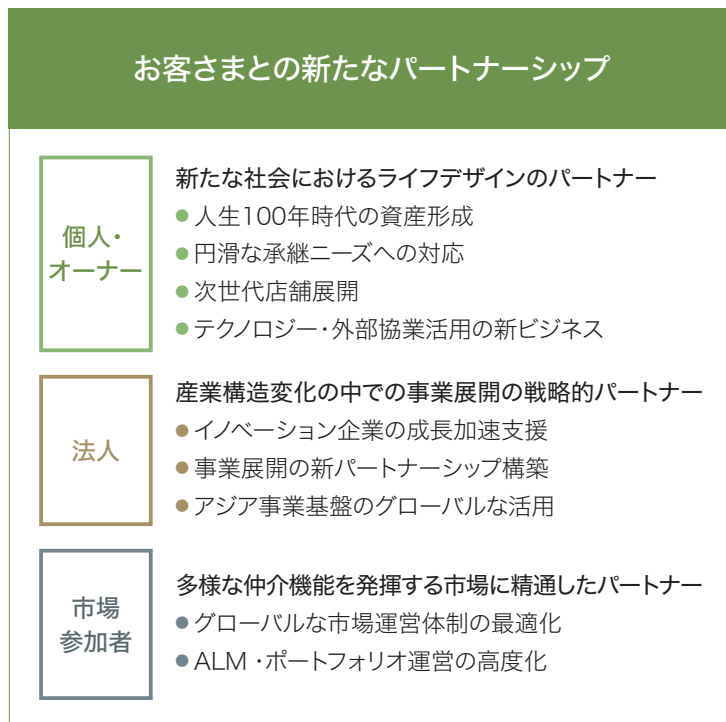 お客さまとの新たなパートナーシップ
個人・
オーナー
新たな社会におけるライフデザインのパートナー
●人生100年時代の資産形成
●円滑な承継ニーズへの対応
●次世代店舗展開
●テクノロジー・外部協業活用の新ビジネス
法人
産業構造変化の中での事業展開の戦略的パートナー
●イノベーション企業の成長加速支援
●事業展開の新パートナーシップ構築
●アジア事業基盤のグローバルな活用
市場
参加者
多様な仲介機能を発揮する市場に精通したパートナー
●グローバルな市場運営体制の最適化
●ALM・ポートフォリオ運営の高度化